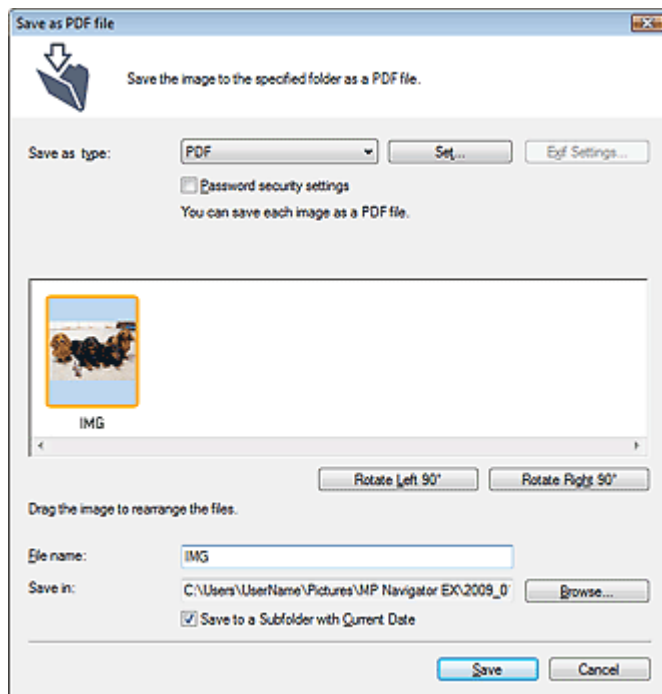 Save as PDF file
Save the image to the specified folder as a PDF file.
Save as type: PDF Set... Exif Settings...
Password security settings
You can save each image as a PDF file.
IMG
Rotate Left 90° Rotate Right 90°
Drag the image to rearrange the files.
File name: IMG
Save in: C:\Users\UserName\Pictures\MP Navigator EX\2009_0 Browse...
Save to a Subfolder with Current Date
Save Cancel